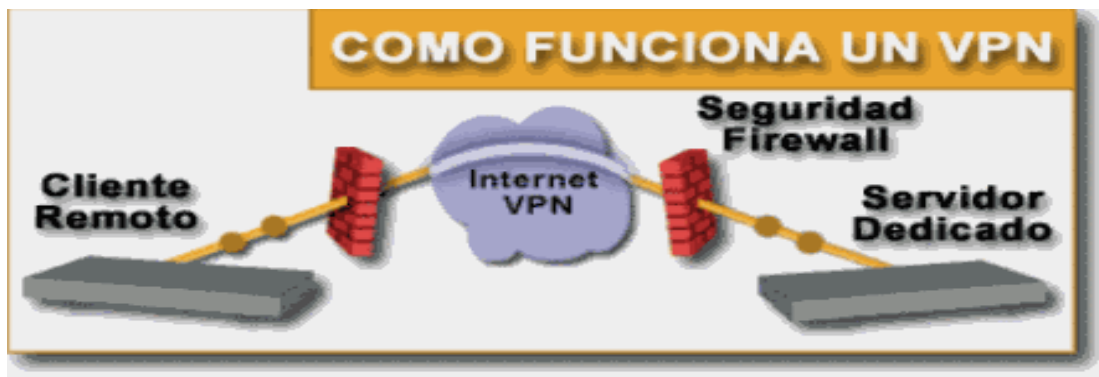 COMO FUNCIONA UN VPN
Seguridad
Firewall
Cliente
Remoto
Internet
VPN
Servidor
Dedicado